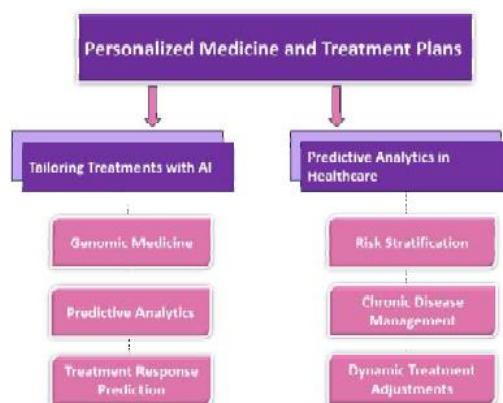 Personalized Medicine and Treatment Plans
Tailoring Treatments with AI
Genomic Medicine
Predictive Analytics
Treatment Response
Prediction
Predictive Analytics in
Healthcare
Risk Stratification
Chronic Disease
Management
Dynamic Treatment
Adjustments